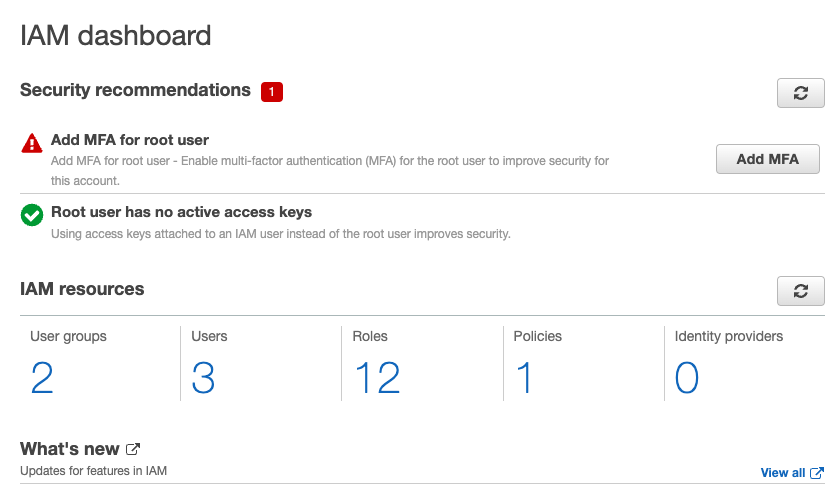 IAM dashboard
Security recommendations 1
Add MFA for root user
Add MFA for root user - Enable multi-factor authentication (MFA) for the root user to improve security for
this account.
Add MFA
Root user has no active access keys
Using access keys attached to an IAM user instead of the root user improves security.
IAM resources
User groups Users Roles Policies Identity providers
2 3 12 1 0
What's new
Updates for features in IAM
View all